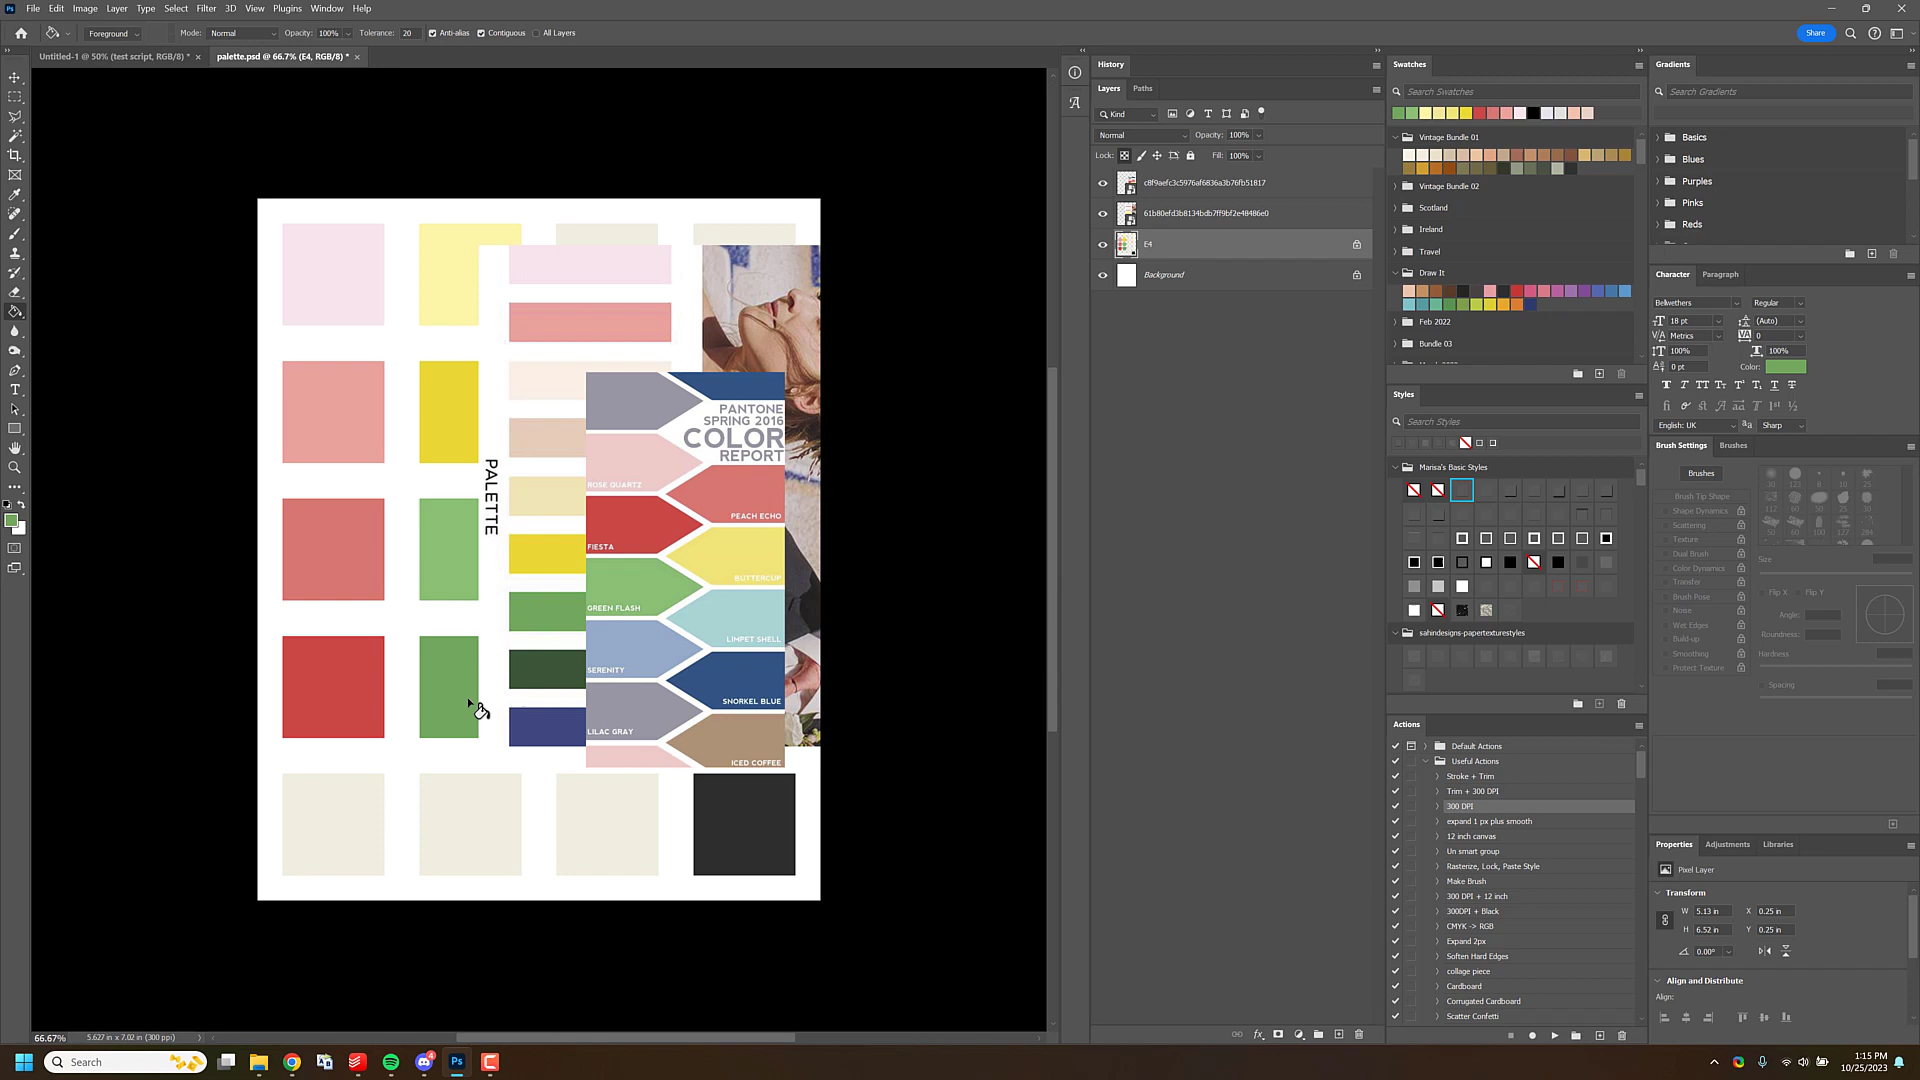 File Edit Image Layer Type Select Filter 3D View Plugins Window Help
Foreground Mode: Normal Opacity: 100% Tolerance: 20 Anti-alias Contiguous All Layers Share
Untitled-1 @ 50% (test script, RGB/8) * × palette.psd @ 66.7% (E4, RGB/8) * ×
PALETTE
PANTONE
SPRING 2016
COLOR
REPORT
ROSE QUARTZ
PEACH ECHO
FIESTA
BUTTERCUP
GREEN FLASH
LIMPET SHELL
SERENITY
SNORKEL BLUE
LILAC GRAY
ICED COFFEE
66.67% 5.627 in x 7.02 in (300 ppi)
History
Layers Paths
Kind
Normal Opacity: 100%
Lock: Fill: 100%
c8f9aefc3c5976af6836a3b76fb51817
61b80efd3b8134bdb7ff9bf2e48486e0
E4
Background
Swatches
Search Swatches
Vintage Bundle 01
Vintage Bundle 02
Scotland
Ireland
Travel
Draw It
Feb 2022
Bundle 03
Styles
Search Styles
Marisa's Basic Styles
sahindesigns-papertexturestyles
Actions
Default Actions
Useful Actions
Stroke + Trim
Trim + 300 DPI
300 DPI
expand 1 px plus smooth
12 inch canvas
Un smart group
Rasterize, Lock, Paste Style
Make Brush
300 DPI + 12 inch
300DPI + Black
CMYK -> RGB
Expand 2px
Soften Hard Edges
collage piece
Cardboard
Corrugated Cardboard
Scatter Confetti
Gradients
Search Gradients
Basics
Blues
Purples
Pinks
Reds
Character Paragraph
Bellwethers Regular
18 pt (Auto)
Metrics 0
100% 100%
0 pt Color:
English: UK Sharp
Brush Settings Brushes
Brushes
Brush Tip Shape
Shape Dynamics
Scattering
Texture
Dual Brush
Color Dynamics
Transfer
Brush Pose
Noise
Wet Edges
Build-up
Smoothing
Protect Texture
Size
Flip X Flip Y
Angle:
Roundness:
Hardness
Spacing
Properties Adjustments Libraries
Pixel Layer
Transform
W 5.13 in X 0.25 in
H 6.52 in Y 0.25 in
0.00°
Align and Distribute
Align:
Search
1:15 PM
10/25/2023